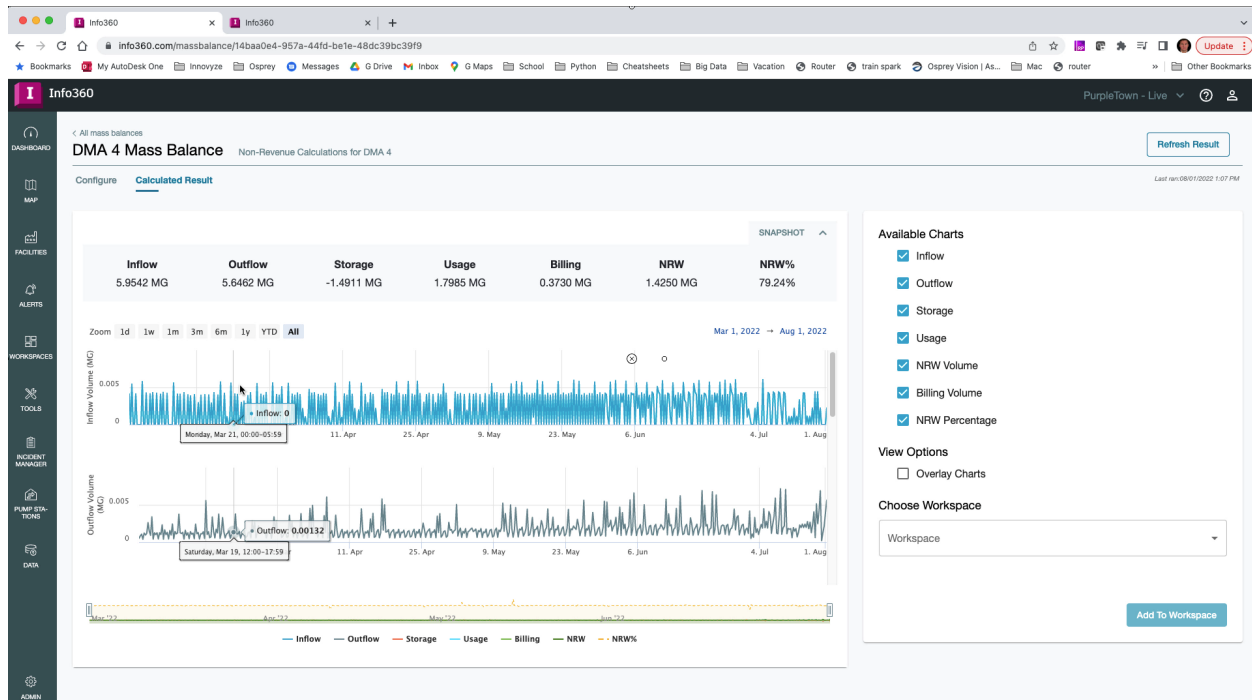 Info360
Info360
info360.com/massbalance/14baa0e4-957a-44fd-be1e-48dc39bc39f9
Update
Bookmarks My AutoDesk One Innovyze Osprey Messages G Drive Inbox G Maps School Python Cheatsheets Big Data Vacation Router train spark Osprey Vision | As... Mac router » Other Bookmarks
I Info360
PurpleTown - Live
DASHBOARD
MAP
FACILITIES
ALERTS
WORKSPACES
TOOLS
INCIDENT
MANAGER
PUMP STA-
TIONS
DATA
ADMIN
< All mass balances
DMA 4 Mass Balance Non-Revenue Calculations for DMA 4
Refresh Result
Configure Calculated Result
Last ran:08/01/2022 1:07 PM
SNAPSHOT
Inflow Outflow Storage Usage Billing NRW NRW%
5.9542 MG 5.6462 MG -1.4911 MG 1.7985 MG 0.3730 MG 1.4250 MG 79.24%
Zoom 1d 1w 1m 3m 6m 1y YTD All
Mar 1, 2022 → Aug 1, 2022
Inflow Volume (MG)
0.005
0
Inflow: 0
Monday, Mar 21, 00:00-05:59
11. Apr 25. Apr 9. May 23. May 6. Jun 4. Jul 1. Aug
Outflow Volume
(MG)
0.005
0
Outflow: 0.00132
Saturday, Mar 19, 12:00-17:59
11. Apr 25. Apr 9. May 23. May 6. Jun 4. Jul 1. Aug
Mar '22 Apr '22 May '22 Jun '22
Inflow Outflow Storage Usage Billing NRW NRW%
Available Charts
Inflow
Outflow
Storage
Usage
NRW Volume
Billing Volume
NRW Percentage
View Options
Overlay Charts
Choose Workspace
Workspace
Add To Workspace